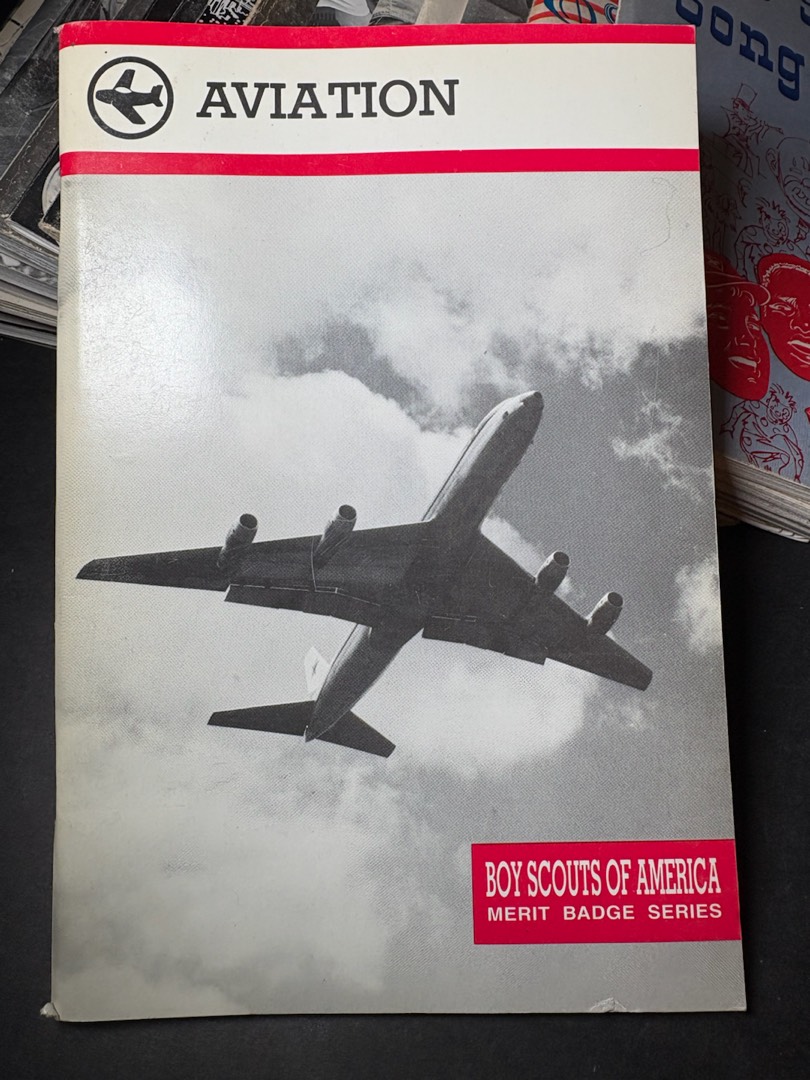 AVIATION
BOY SCOUTS OF AMERICA
MERIT BADGE SERIES